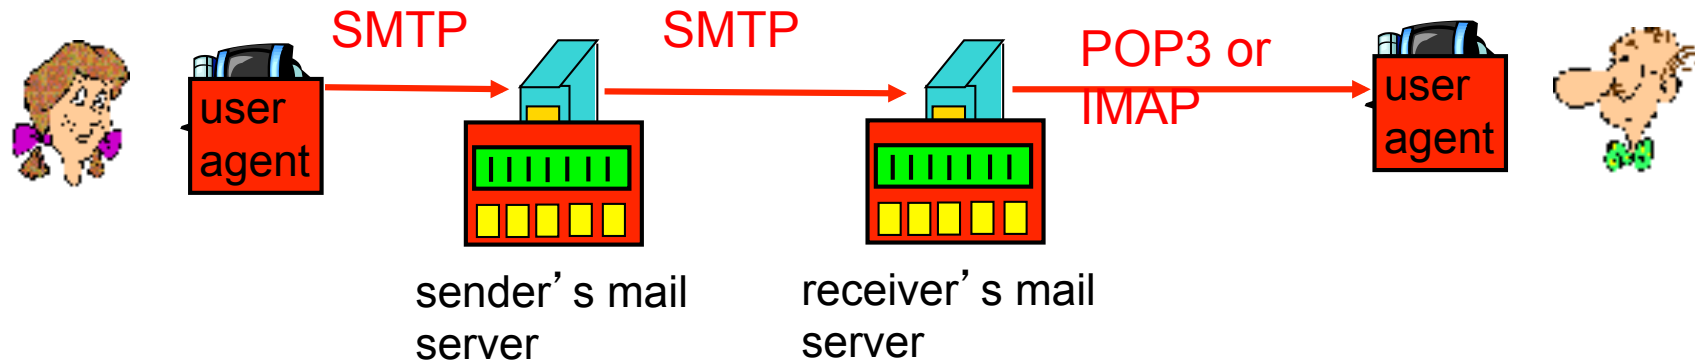 SMTP
SMTP
POP3 or
IMAP
user
agent
user
agent
sender’s mail
server
receiver’s mail
server